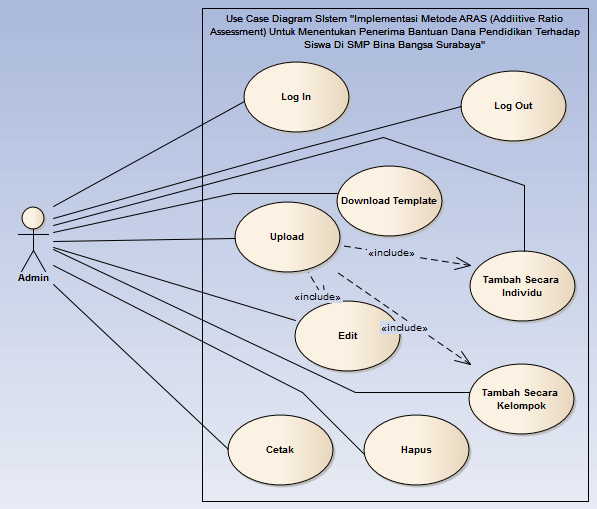 Use Case Diagram SIstem "Implementasi Metode ARAS (Addiitive Ratio
Assessment) Untuk Menentukan Penerima Bantuan Dana Pendidikan Terhadap
Siswa Di SMP Bina Bangsa Surabaya"
Log In
Log Out
Download Template
Upload
«include»
Admin
Tambah Secara
Individu
«include»
«include»
Edit
Tambah Secara
Kelompok
Cetak
Hapus